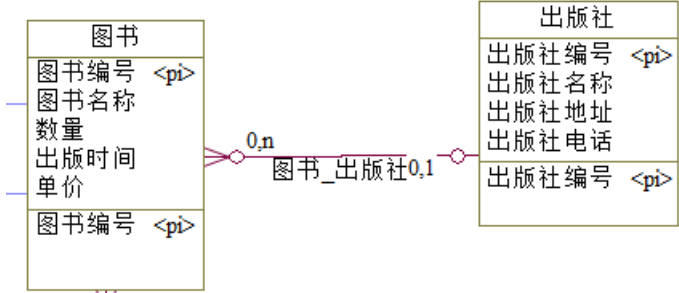 图书
图书编号 <pi>
图书名称
数量
出版时间
单价
图书编号 <pi>
0,n
图书_出版社0,1
出版社
出版社编号 <pi>
出版社名称
出版社地址
出版社电话
出版社编号 <pi>